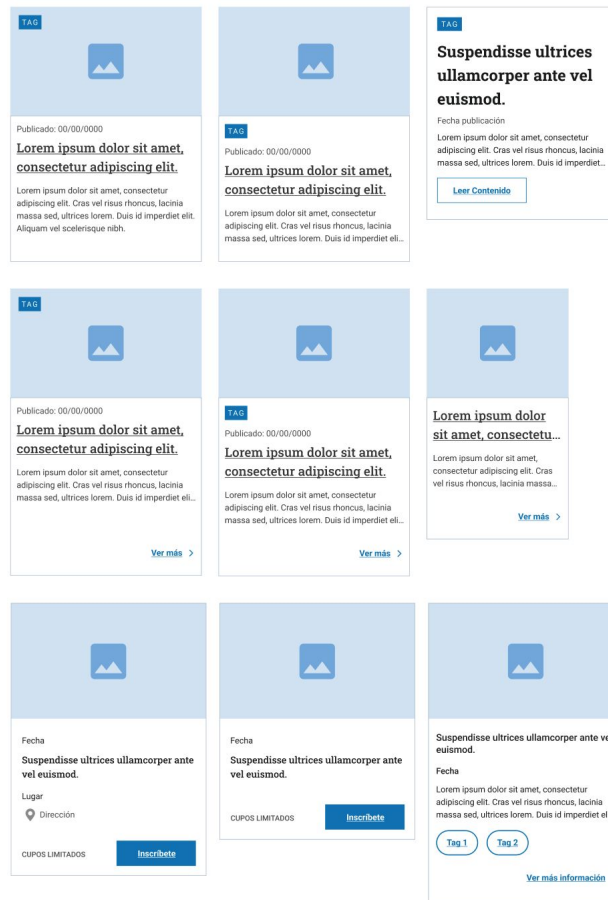 TAG
Publicado: 00/00/0000
Lorem ipsum dolor sit amet,
consectetur adipiscing elit.
Lorem ipsum dolor sit amet, consectetur
adipiscing elit. Cras vel risus rhoncus, lacinia
massa sed, ultrices lorem. Duis id imperdiet elit.
Aliquam vel scelerisque nibh.
TAG
Publicado: 00/00/0000
Lorem ipsum dolor sit amet,
consectetur adipiscing elit.
Lorem ipsum dolor sit amet, consectetur
adipiscing elit. Cras vel risus rhoncus, lacinia
massa sed, ultrices lorem. Duis id imperdiet eli...
TAG
Suspendisse ultrices
ullamcorper ante vel
euismod.
Fecha publicación
Lorem ipsum dolor sit amet, consectetur
adipiscing elit. Cras vel risus rhoncus, lacinia
massa sed, ultrices lorem. Duis id imperdiet...
Leer Contenido
TAG
Publicado: 00/00/0000
Lorem ipsum dolor sit amet,
consectetur adipiscing elit.
Lorem ipsum dolor sit amet, consectetur
adipiscing elit. Cras vel risus rhoncus, lacinia
massa sed, ultrices lorem. Duis id imperdiet eli...
Ver más >
TAG
Publicado: 00/00/0000
Lorem ipsum dolor sit amet,
consectetur adipiscing elit.
Lorem ipsum dolor sit amet, consectetur
adipiscing elit. Cras vel risus rhoncus, lacinia
massa sed, ultrices lorem. Duis id imperdiet eli...
Ver más >
Lorem ipsum dolor
sit amet, consectetu...
Lorem ipsum dolor sit amet,
consectetur adipiscing elit. Cras
vel risus rhoncus, lacinia massa...
Ver más >
Fecha
Suspendisse ultrices ullamcorper ante
vel euismod.
Lugar
Dirección
CUPOS LIMITADOS
Inscríbete
Fecha
Suspendisse ultrices ullamcorper ante
vel euismod.
CUPOS LIMITADOS
Inscríbete
Suspendisse ultrices ullamcorper ante ve
euismod.
Fecha
Lorem ipsum dolor sit amet, consectetur
adipiscing elit. Cras vel risus rhoncus, lacinia
massa sed, ultrices lorem. Duis id imperdiet el
Tag 1
Tag 2
Ver más información